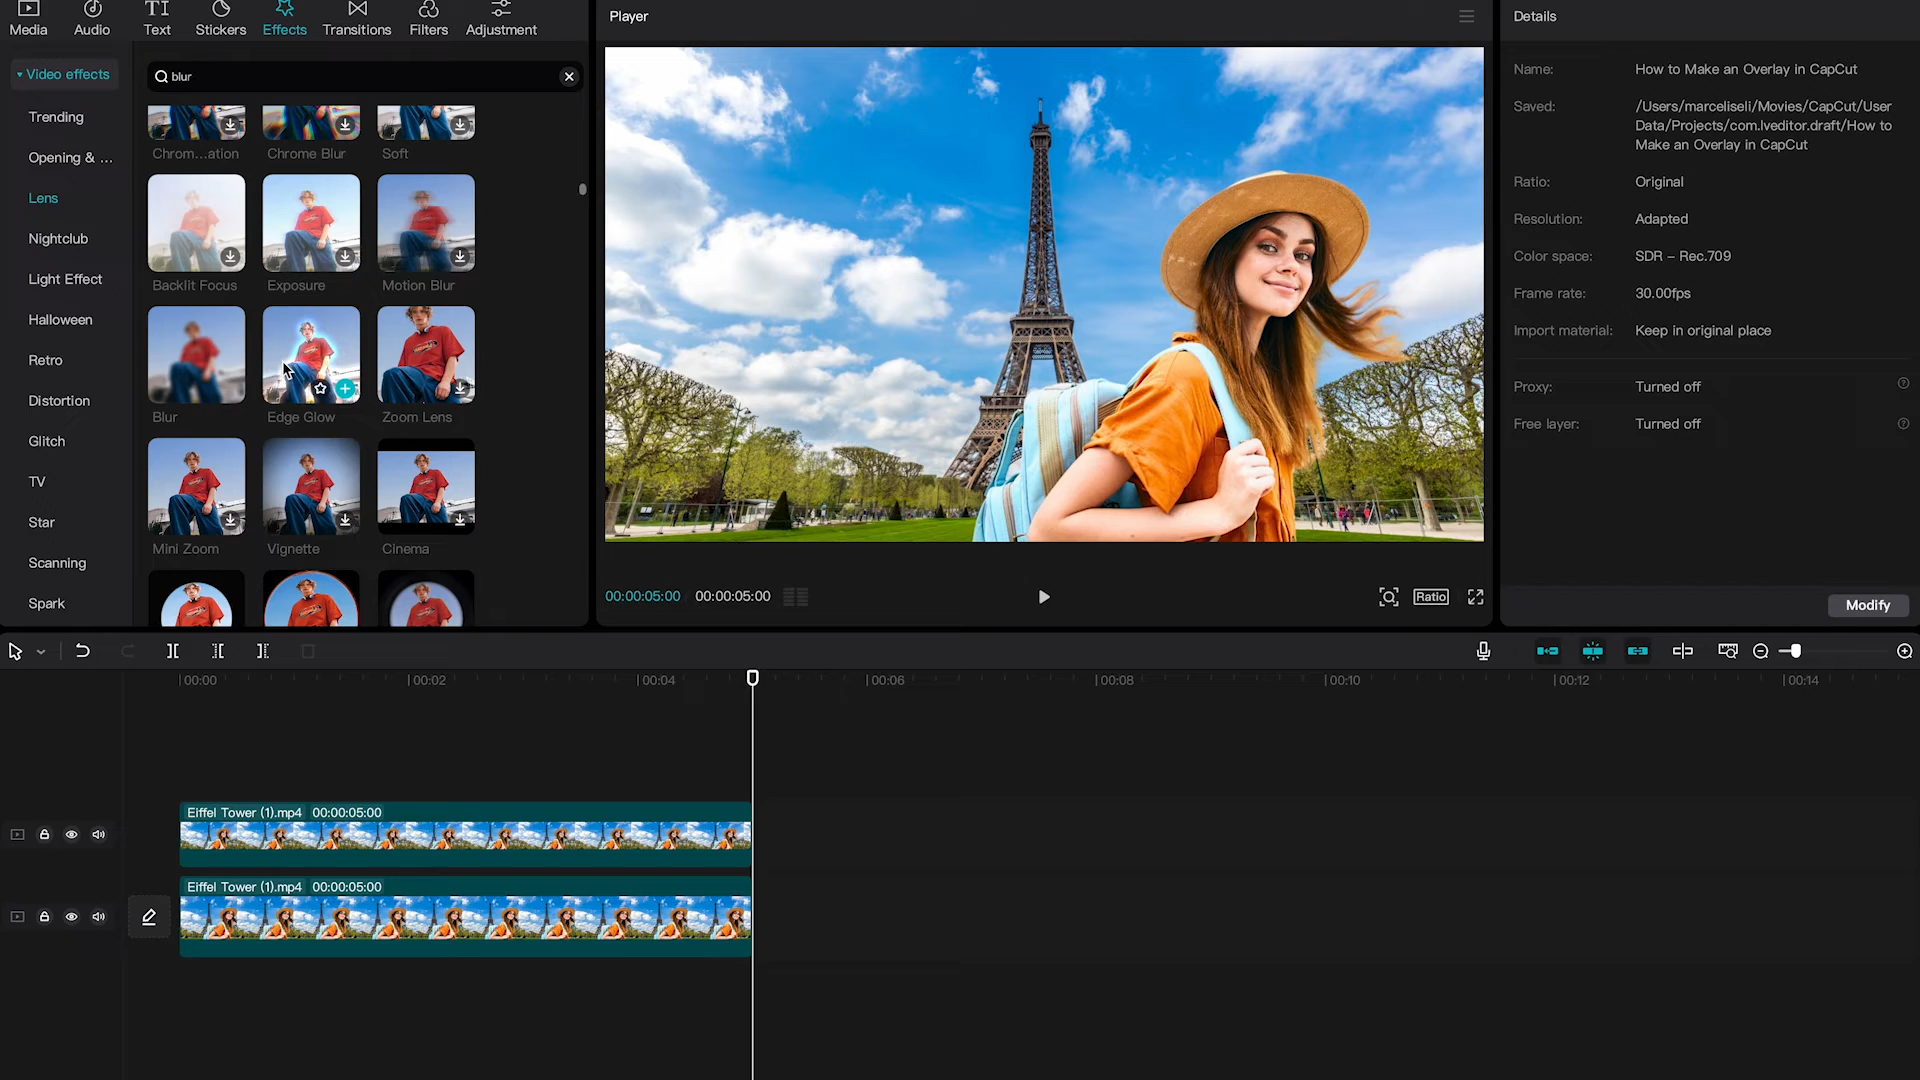 Media
Audio
Text
Stickers
Effects
Transitions
Filters
Adjustment
Video effects
Trending
Opening & ...
Lens
Nightclub
Light Effect
Halloween
Retro
Distortion
Glitch
TV
Star
Scanning
Spark
blur
Chrom...ation
Chrome Blur
Soft
Backlit Focus
Exposure
Motion Blur
Blur
Edge Glow
Zoom Lens
Mini Zoom
Vignette
Cinema
Player
00:00:05:00 00:00:05:00
Ratio
Details
Name: How to Make an Overlay in CapCut
Saved: /Users/marceliseli/Movies/CapCut/User
Data/Projects/com.lveditor.draft/How to
Make an Overlay in CapCut
Ratio: Original
Resolution: Adapted
Color space: SDR – Rec.709
Frame rate: 30.00fps
Import material: Keep in original place
Proxy: Turned off
Free layer: Turned off
Modify
00:00 00:02 00:04 00:06 00:08 00:10 00:12 00:14
Eiffel Tower (1).mp4 00:00:05:00
Eiffel Tower (1).mp4 00:00:05:00